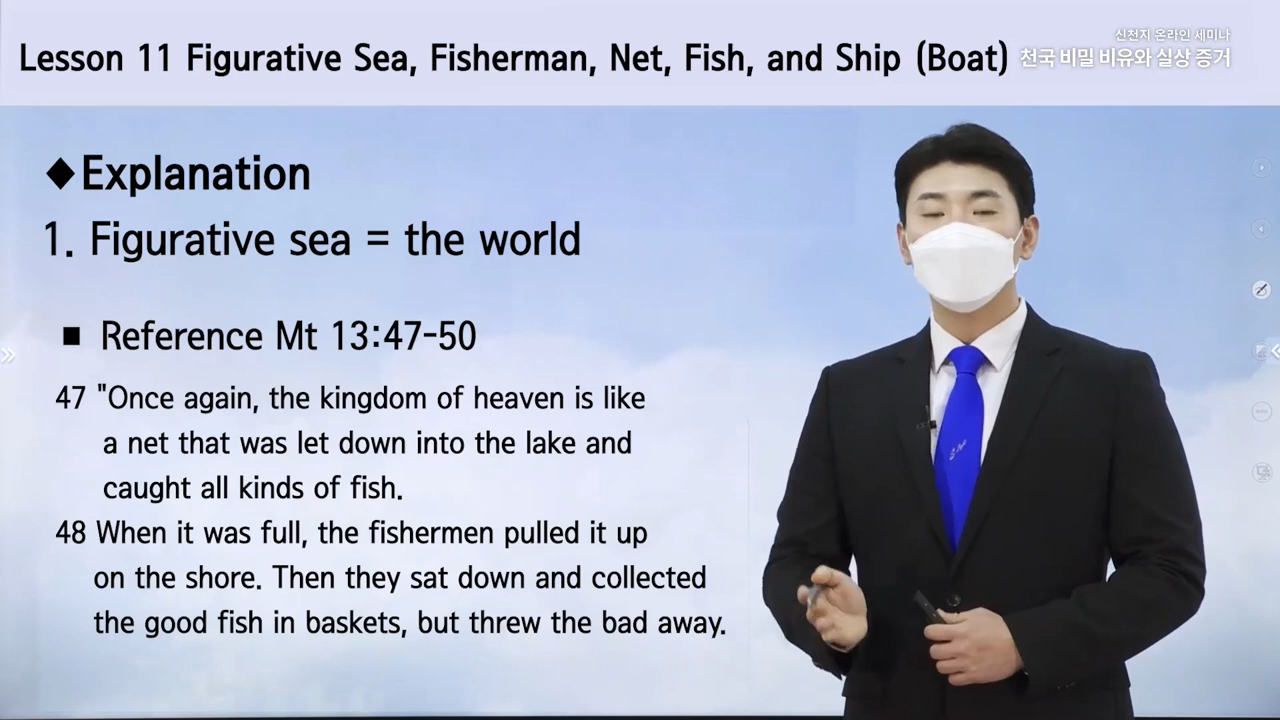 Lesson 11 Figurative Sea, Fisherman, Net, Fish, and Ship (Boat)
신천지 온라인 세미나
천국 비밀 비유와 실상 증거
◆Explanation
1. Figurative sea = the world
■ Reference Mt 13:47-50
47 "Once again, the kingdom of heaven is like
a net that was let down into the lake and
caught all kinds of fish.
48 When it was full, the fishermen pulled it up
on the shore. Then they sat down and collected
the good fish in baskets, but threw the bad away.